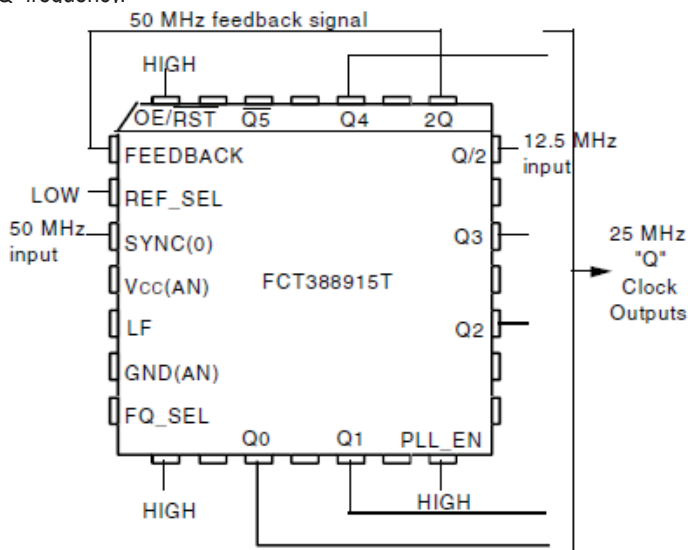 50 MHz feedback signal
HIGH
OE/RST Q5 Q4 2Q
FEEDBACK Q/2 12.5 MHz
input
LOW REF_SEL
50 MHz
input
SYNC(0) Q3
25 MHz
"Q"
Clock
Outputs
VCC(AN) FCT388915T
LF Q2
GND(AN)
FQ_SEL
Q0 Q1 PLL_EN
HIGH HIGH